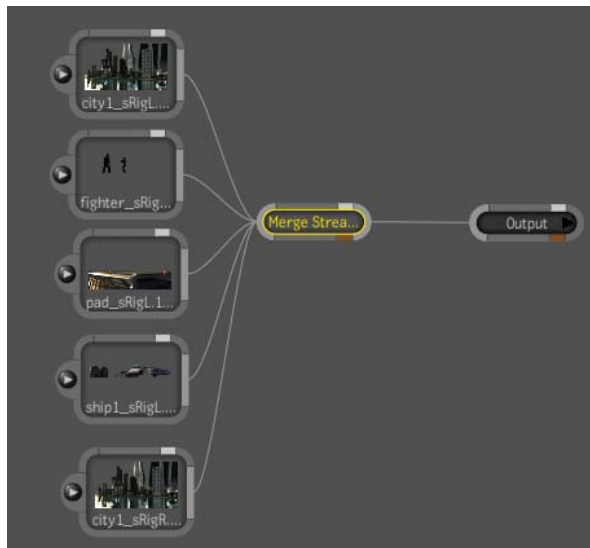 city1_sRigL....
fighter_sRig...
Merge Strea...
Output
pad_sRigL.1...
ship1_sRigL....
city1_sRigR....